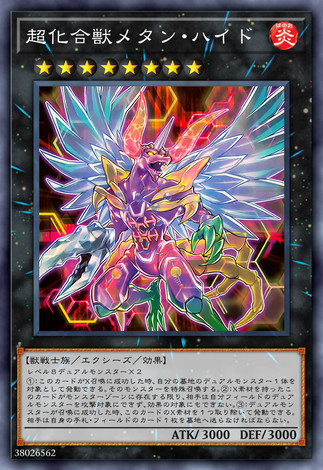 超化合獣メタン・ハイド
炎
【獣戦士族／エクシーズ／効果】
レベル８デュアルモンスター×２
①：このカードがX召喚に成功した時、自分の墓地のデュアルモンスター１体を
対象として発動できる。そのモンスターを特殊召喚する。②：X素材を持ったこ
のカードがモンスターゾーンに存在する限り、相手は自分フィールドのデュア
ルモンスターを攻撃対象にできず、効果の対象にもできない。③：デュアルモンスター
が召喚に成功した時、このカードのX素材を１つ取り除いて発動できる。
相手は自身の手札・フィールドのカード１枚を墓地へ送らなければならない。
ATK/ 3000 DEF/ 3000
38026562